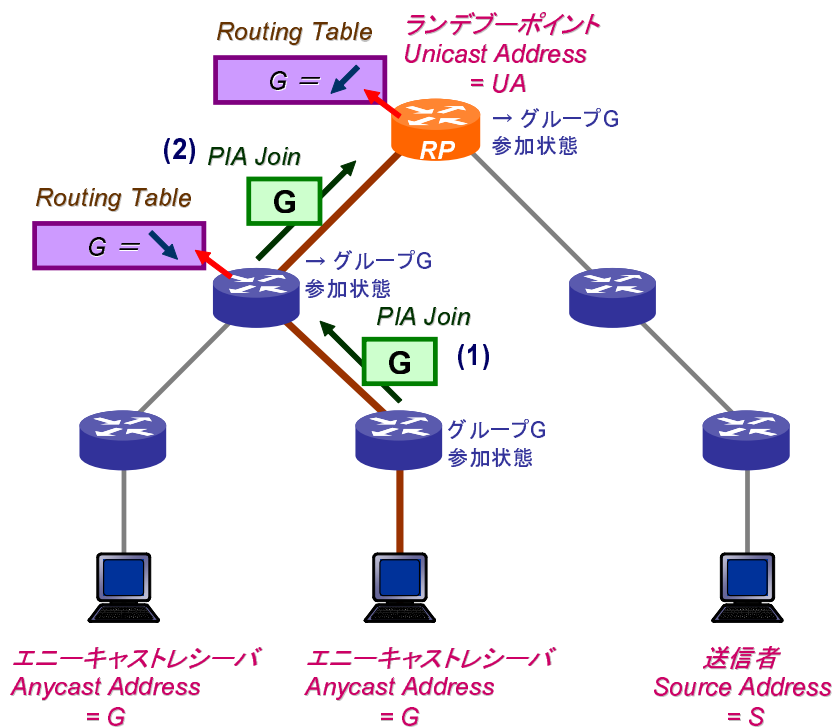 Routing Table
G ＝
ランデブーポイント
Unicast Address
= UA
RP
→ グループG
参加状態
(2) PIA Join
G
Routing Table
G ＝
→ グループG
参加状態
PIA Join
G (1)
グループG
参加状態
エニーキャストレシーバ
Anycast Address
= G
エニーキャストレシーバ
Anycast Address
= G
送信者
Source Address
= S